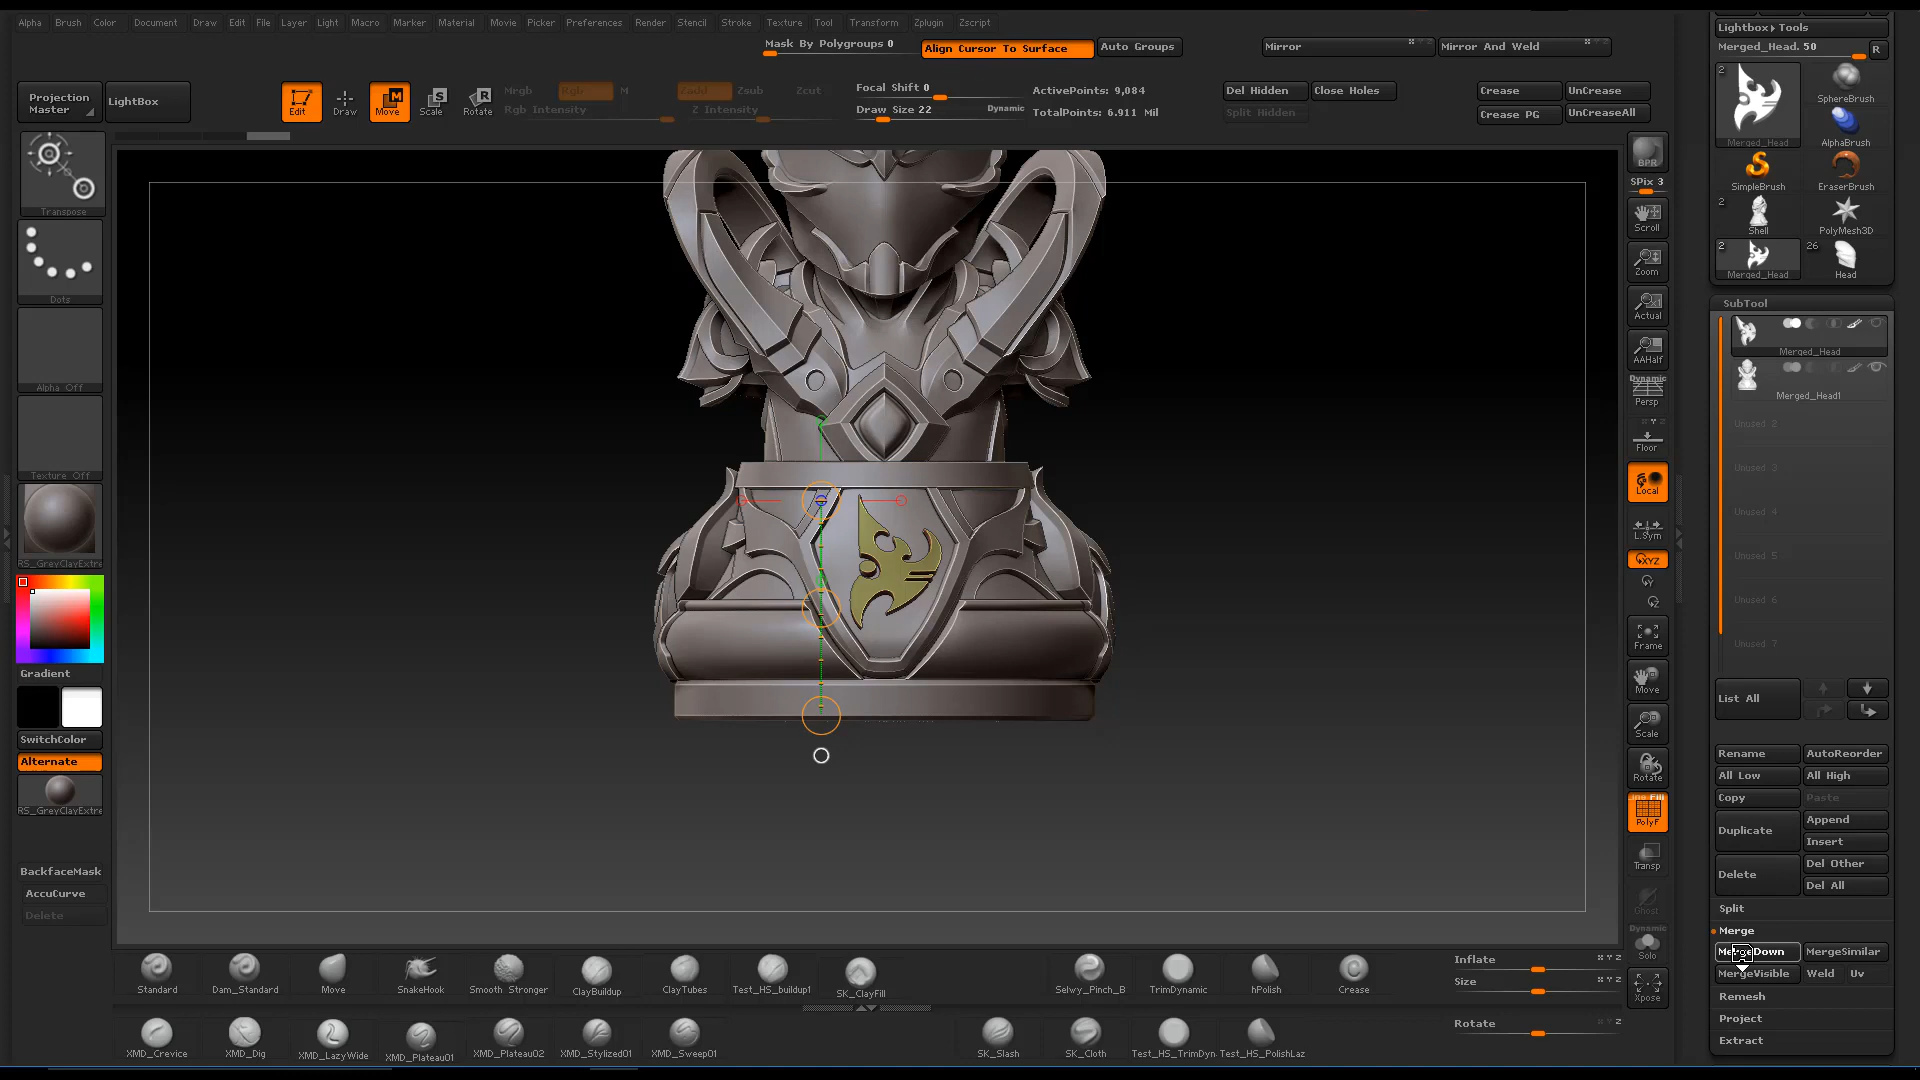 Alpha Brush Color Document Draw Edit File Layer Light Macro Marker Material Movie Picker Preferences Render Stencil Stroke Texture Tool Transform Zplugin Zscript
Lightbox▸Tools
Mask By Polygroups 0
Align Cursor To Surface
Auto Groups
Mirror
Mirror And Weld
Merged_Head. 50
R
Projection Master
LightBox
Edit
Draw
Move
Scale
Rotate
Mrgb
Rgb
M
Rgb Intensity
Zadd
Zsub
Zcut
Z Intensity
Focal Shift 0
Draw Size 22
Dynamic
ActivePoints: 9,084
TotalPoints: 6.911 Mil
Del Hidden
Close Holes
Split Hidden
Crease
UnCrease
Crease PG
UnCreaseAll
2
Merged_Head
SphereBrush
AlphaBrush
SimpleBrush
EraserBrush
2
Shell
PolyMesh3D
2
Merged_Head
26
Head
Transpose
Dots
Alpha Off
Texture Off
RS_GreyClayExtre
Gradient
SwitchColor
Alternate
RS_GreyClayExtre
BackfaceMask
AccuCurve
Delete
BPR
SPix 3
Scroll
Zoom
Actual
AAHalf
Dynamic
Persp
Floor
Local
L.Sym
XYZ
Frame
Move
Scale
Rotate
PolyF
Transp
Ghost
Dynamic
Solo
Xpose
SubTool
Merged_Head
Merged_Head1
Unused 2
Unused 3
Unused 4
Unused 5
Unused 6
Unused 7
List All
Rename
AutoReorder
All Low
All High
Copy
Paste
Duplicate
Append
Insert
Delete
Del Other
Del All
Split
Merge
MergeDown
MergeSimilar
MergeVisible
Weld
Uv
Remesh
Project
Extract
Standard
Dam_Standard
Move
SnakeHook
Smooth Stronger
ClayBuildup
ClayTubes
Test_HS_buildup1
SK_ClayFill
Selwy_Pinch_B
TrimDynamic
hPolish
Crease
Inflate
Size
Rotate
XMD_Crevice
XMD_Dig
XMD_LazyWide
XMD_Plateau01
XMD_Plateau02
XMD_Stylized01
XMD_Sweep01
SK_Slash
SK_Cloth
Test_HS_TrimDyn
Test_HS_PolishLaz